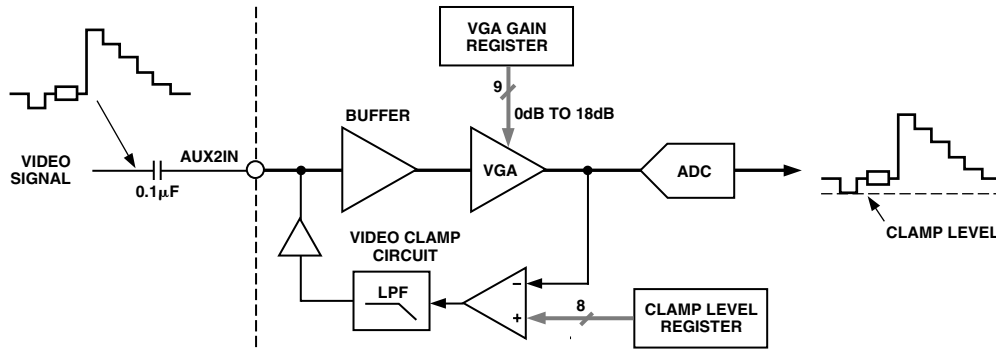 VGA GAIN
REGISTER
9
0dB TO 18dB
BUFFER
VIDEO
SIGNAL
AUX2IN
0.1μF
VGA
ADC
CLAMP LEVEL
VIDEO CLAMP
CIRCUIT
LPF
–
+
8
CLAMP LEVEL
REGISTER